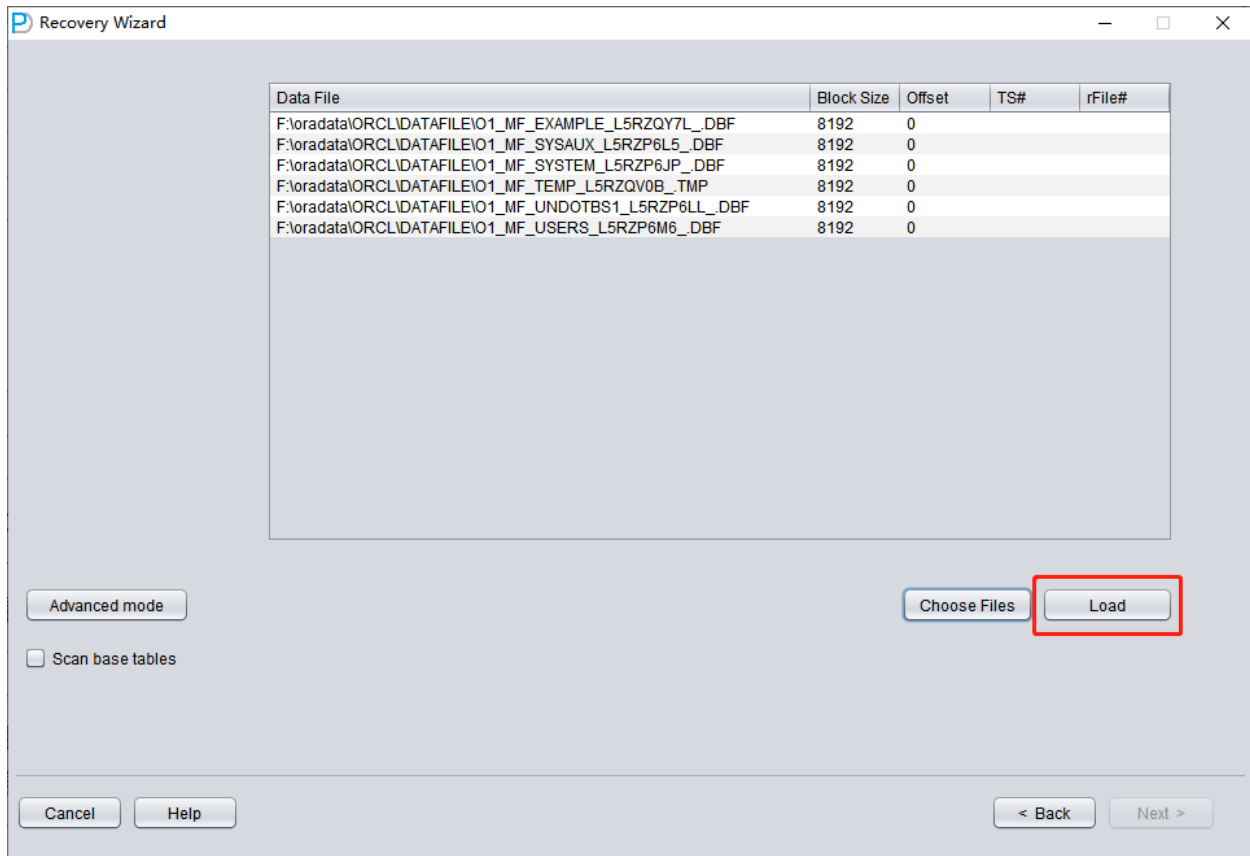 Recovery Wizard
Data File Block Size Offset TS# rFile#
F:\oradata\ORCL\DATAFILE\O1_MF_EXAMPLE_L5RZQY7L_.DBF 8192 0
F:\oradata\ORCL\DATAFILE\O1_MF_SYSAUX_L5RZP6L5_.DBF 8192 0
F:\oradata\ORCL\DATAFILE\O1_MF_SYSTEM_L5RZP6JP_.DBF 8192 0
F:\oradata\ORCL\DATAFILE\O1_MF_TEMP_L5RZQV0B_.TMP 8192 0
F:\oradata\ORCL\DATAFILE\O1_MF_UNDOTBS1_L5RZP6LL_.DBF 8192 0
F:\oradata\ORCL\DATAFILE\O1_MF_USERS_L5RZP6M6_.DBF 8192 0
Advanced mode Choose Files Load
Scan base tables
Cancel Help < Back Next >